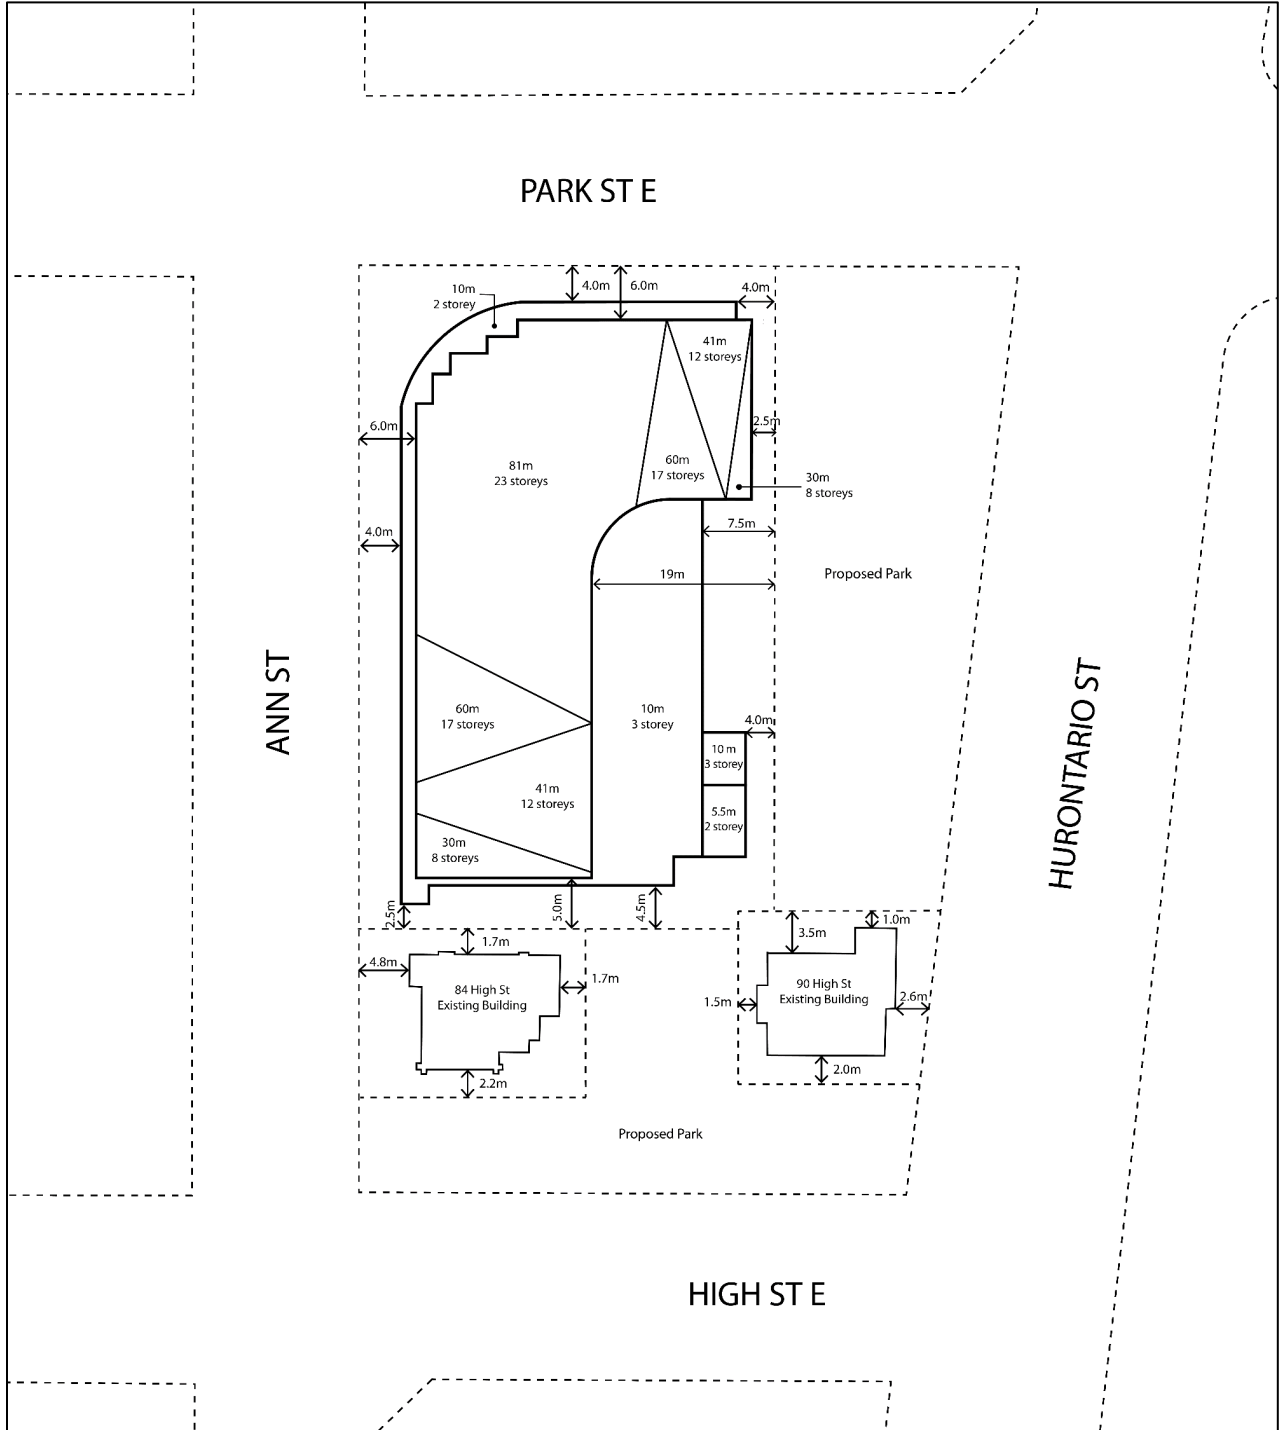 PARK ST E
10m
2 storey
4.0m
6.0m
4.0m
41m
12 storeys
6.0m
2.5m
81m
23 storeys
60m
17 storeys
30m
8 storeys
4.0m
7.5m
19m
Proposed Park
ANN ST
HURONTARIO ST
60m
17 storeys
10m
3 storey
4.0m
10 m
3 storey
41m
12 storeys
5.5m
2 storey
30m
8 storeys
2.5m
5.0m
4.5m
1.7m
3.5m
1.0m
4.8m
1.7m
84 High St
Existing Building
90 High St
Existing Building
1.5m
2.6m
2.2m
2.0m
Proposed Park
HIGH ST E